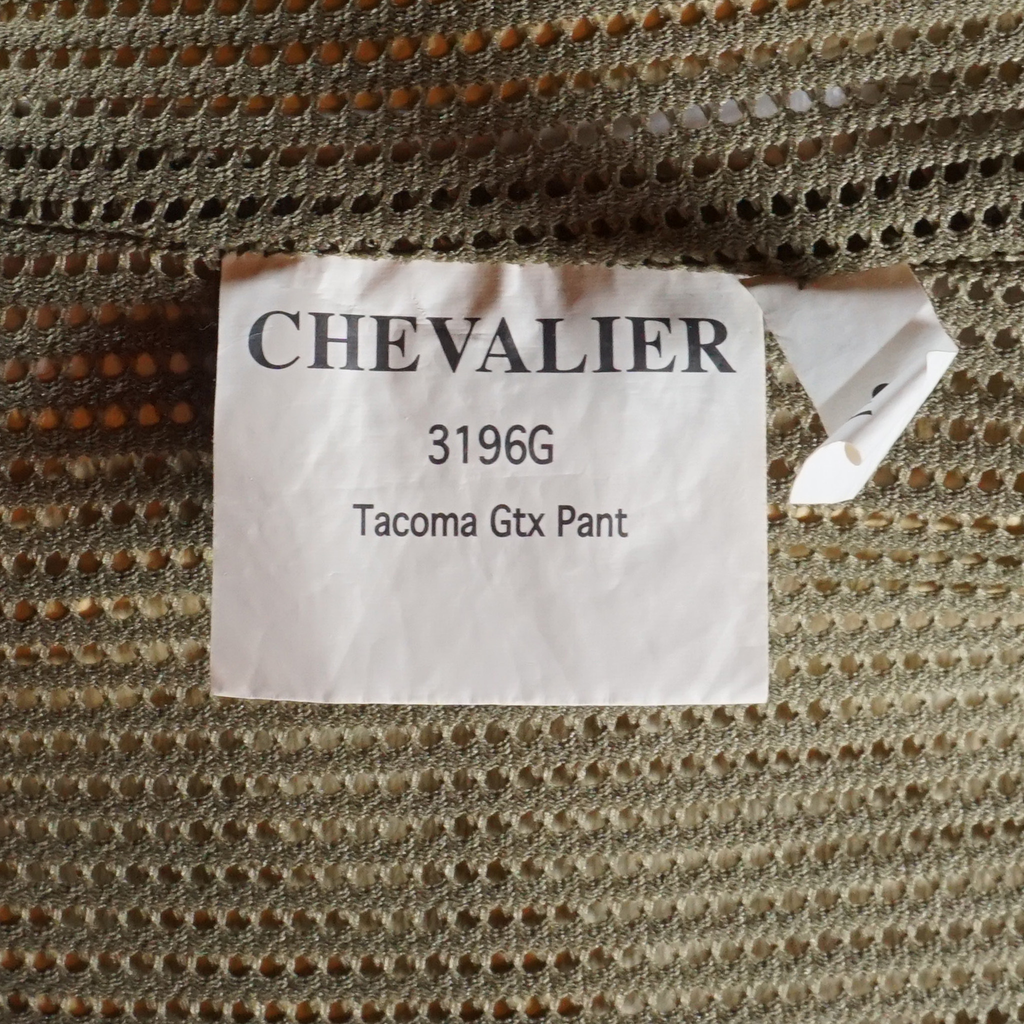 CHEVALIER
3196G
Tacoma Gtx Pant